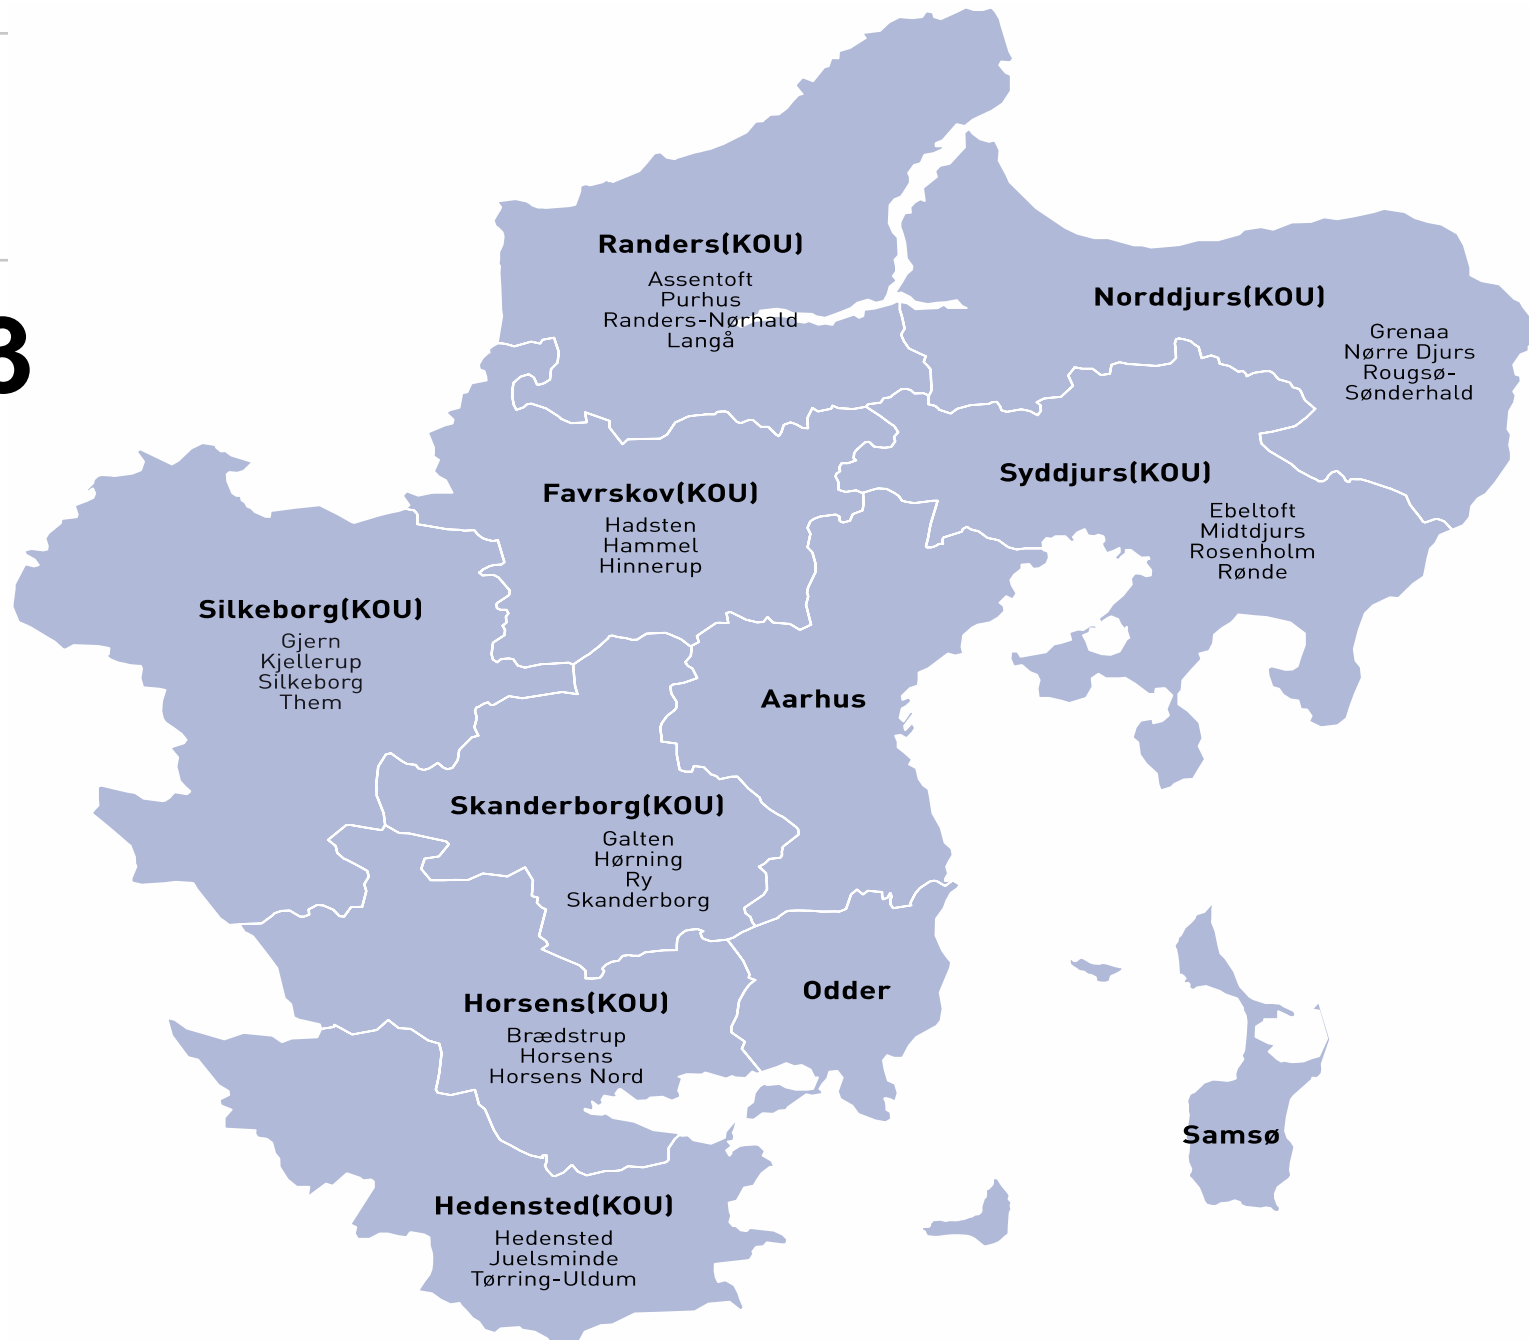 3
Randers(KOU)
Assentoft
Purhus
Randers-Nørhald
Langå
Norddjurs(KOU)
Grenaa
Nørre Djurs
Rougsø-
Sønderhald
Syddjurs(KOU)
Ebeltoft
Midtdjurs
Rosenholm
Rønde
Favrskov(KOU)
Hadsten
Hammel
Hinnerup
Silkeborg(KOU)
Gjern
Kjellerup
Silkeborg
Them
Aarhus
Skanderborg(KOU)
Galten
Hørning
Ry
Skanderborg
Odder
Horsens(KOU)
Brædstrup
Horsens
Horsens Nord
Samsø
Hedensted(KOU)
Hedensted
Juelsminde
Tørring-Uldum